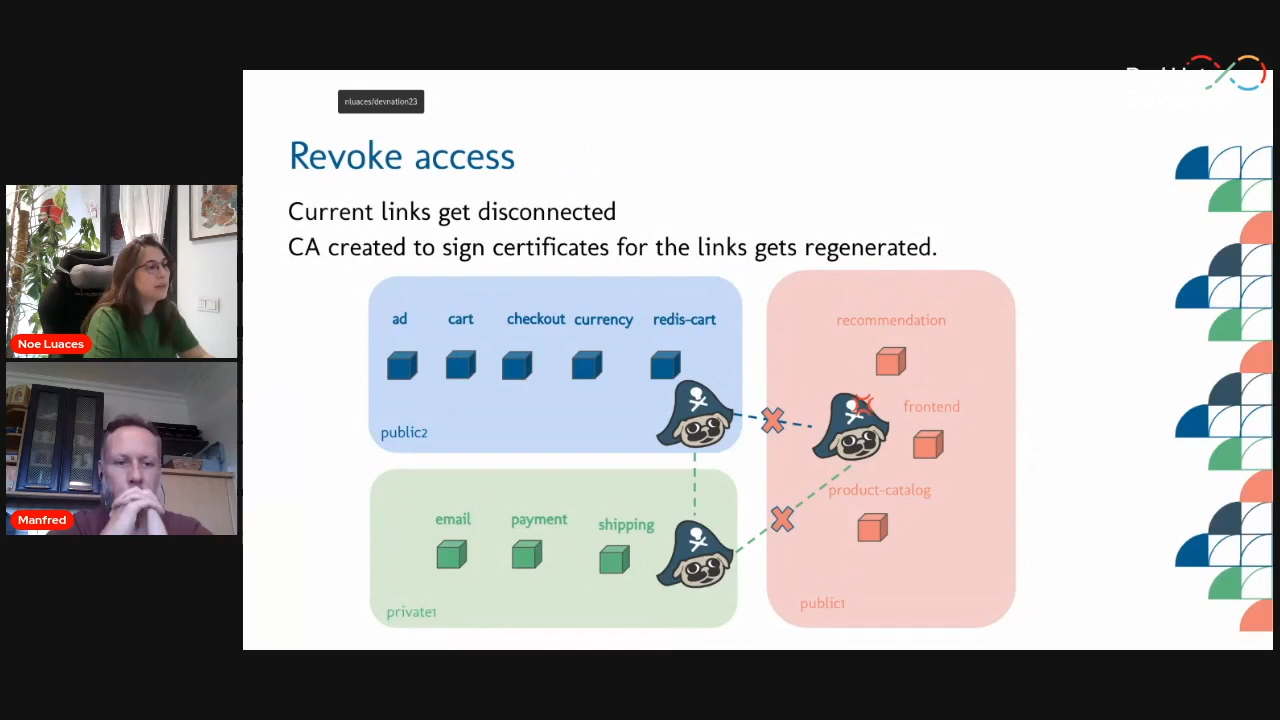 nluaces/devnation23
Revoke access
Current links get disconnected
CA created to sign certificates for the links gets regenerated.
ad
cart
checkout
currency
redis-cart
recommendation
frontend
public2
product-catalog
email
payment
shipping
private1
public1
Noe Luaces
Manfred